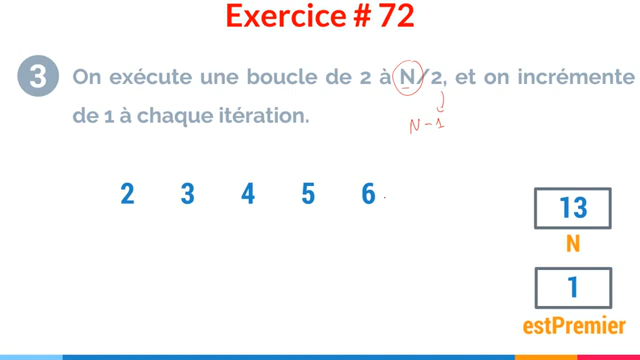 Exercice # 72
3 On exécute une boucle de 2 à N/2, et on incrémente
de 1 à chaque itération.
N-1
2 3 4 5 6
13
N
1
estPremier